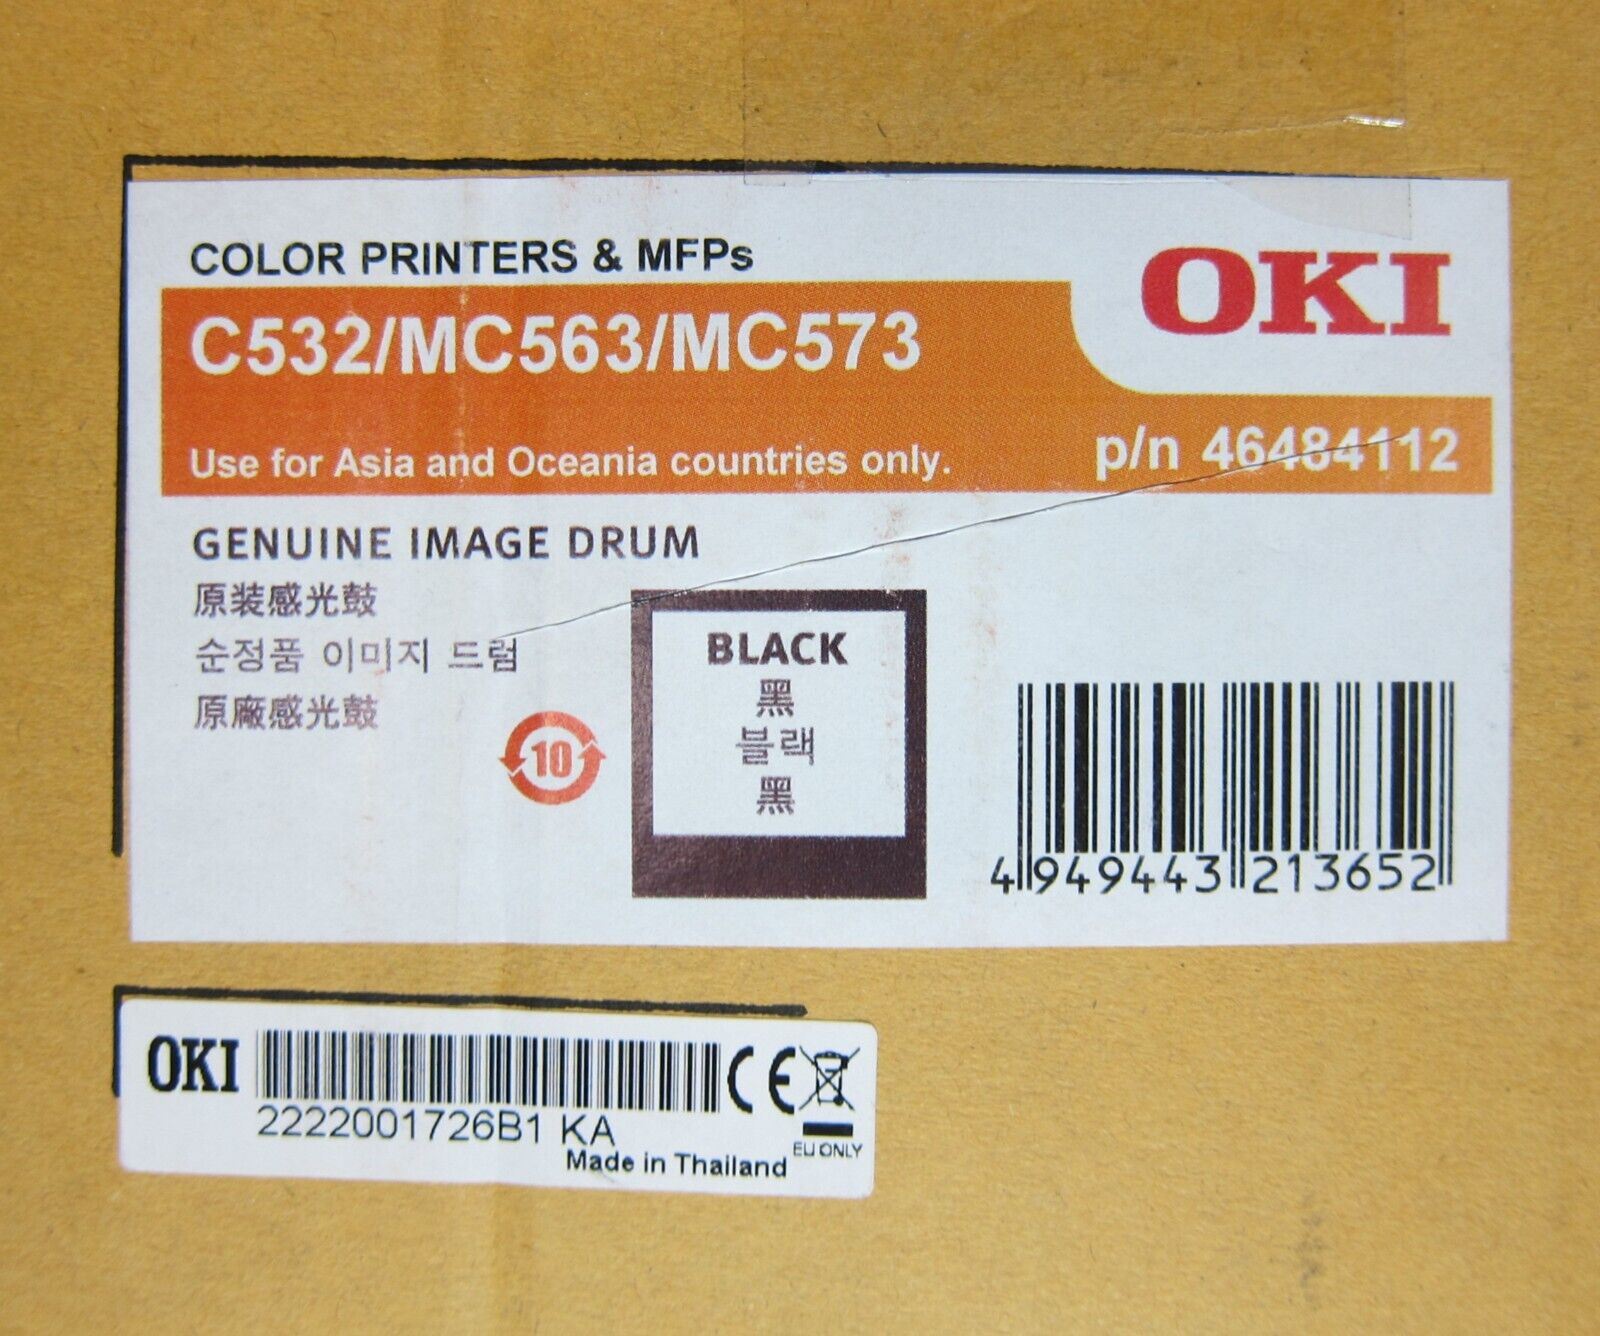 COLOR PRINTERS & MFPs
OKI
C532/MC563/MC573
Use for Asia and Oceania countries only.
p/n 46484112
GENUINE IMAGE DRUM
原装感光鼓
순정품 이미지 드럼
原廠感光鼓
10
BLACK
黑
블랙
黑
4 949443 213652
OKI
CE
2222001726B1 KA
Made in Thailand
EU ONLY